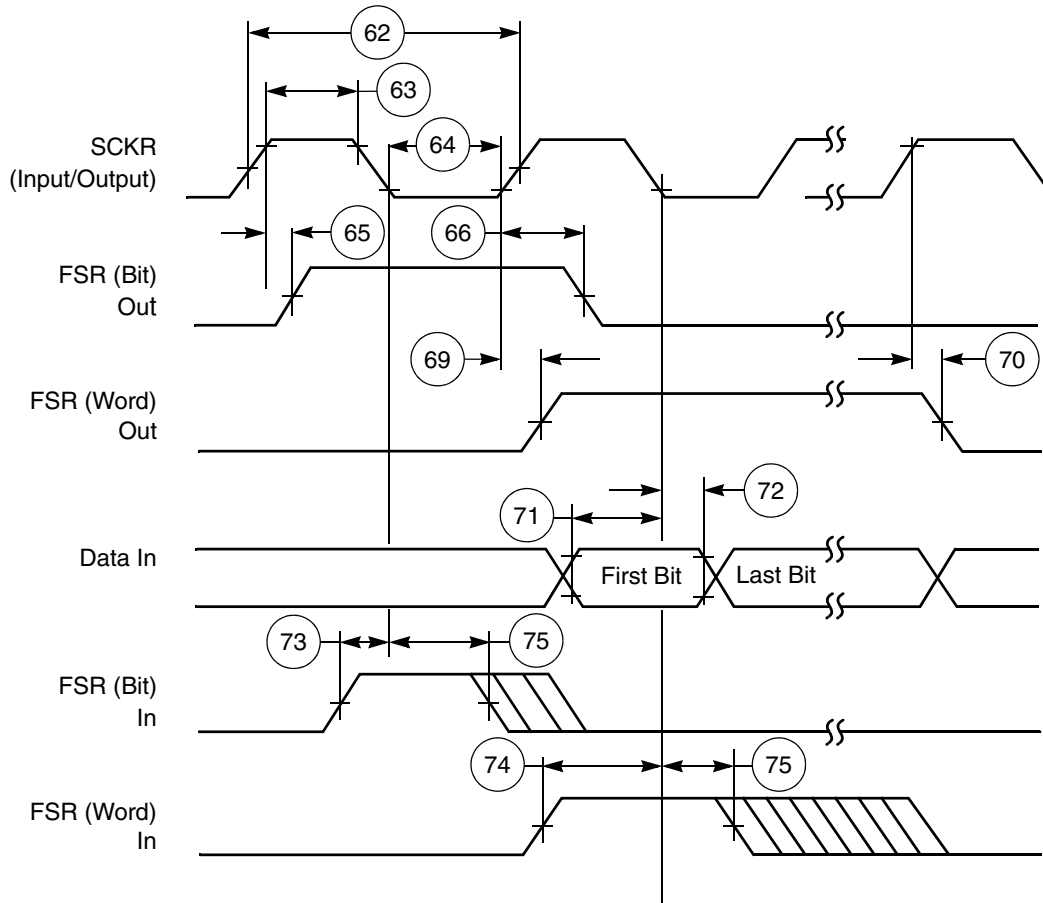 62
63
SCKR
(Input/Output)
64
65
66
FSR (Bit)
Out
69
70
FSR (Word)
Out
71
72
Data In
First Bit
Last Bit
73
75
FSR (Bit)
In
74
75
FSR (Word)
In